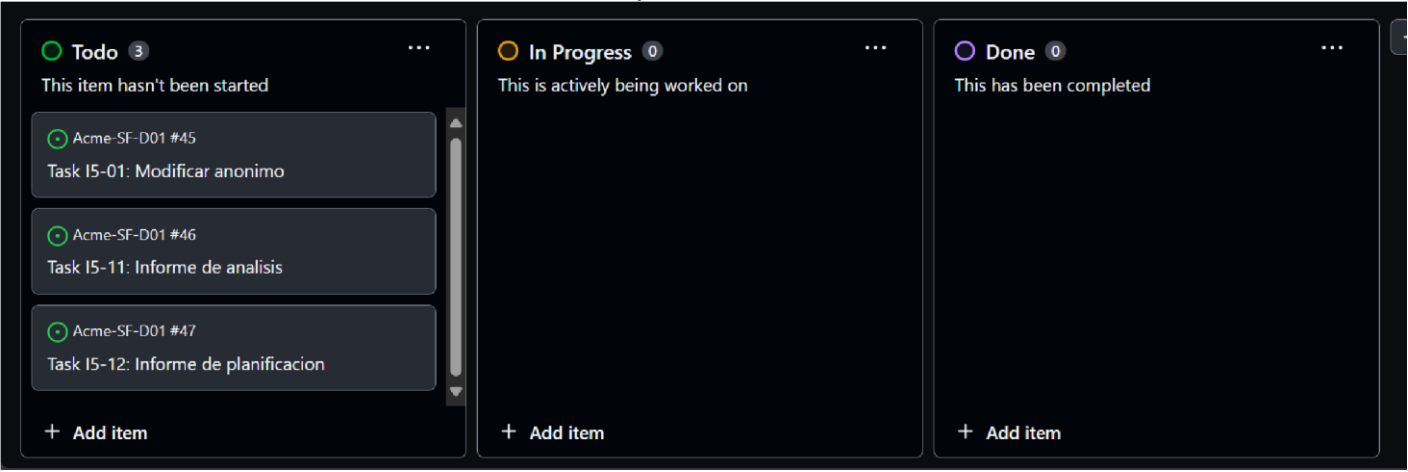 Todo 3
This item hasn't been started
Acme-SF-D01 #45
Task I5-01: Modificar anonimo
Acme-SF-D01 #46
Task I5-11: Informe de analisis
Acme-SF-D01 #47
Task I5-12: Informe de planificacion
+ Add item
In Progress 0
This is actively being worked on
+ Add item
Done 0
This has been completed
+ Add item